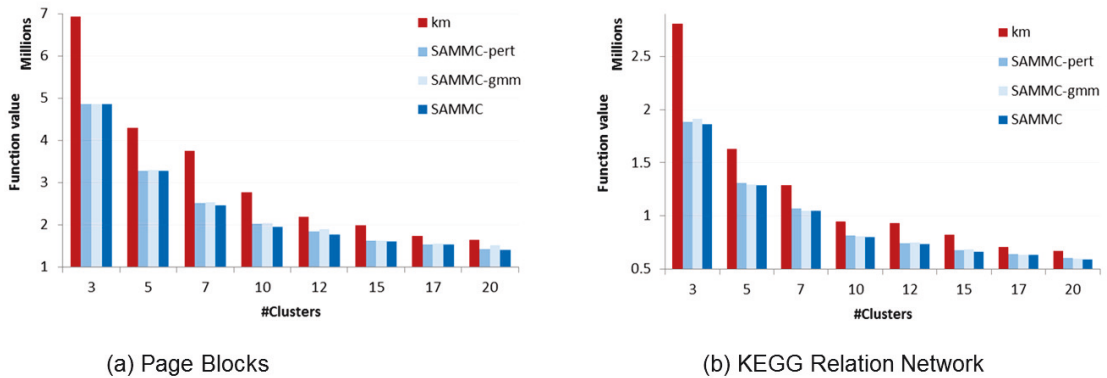 Function value
Millions
7
6
5
4
3
2
1
3 5 7 10 12 15 17 20
#Clusters
km
SAMMC-pert
SAMMC-gmm
SAMMC
(a) Page Blocks
Function value
Millions
2.5
2
1.5
1
0.5
3 5 7 10 12 15 17 20
#Clusters
km
SAMMC-pert
SAMMC-gmm
SAMMC
(b) KEGG Relation Network